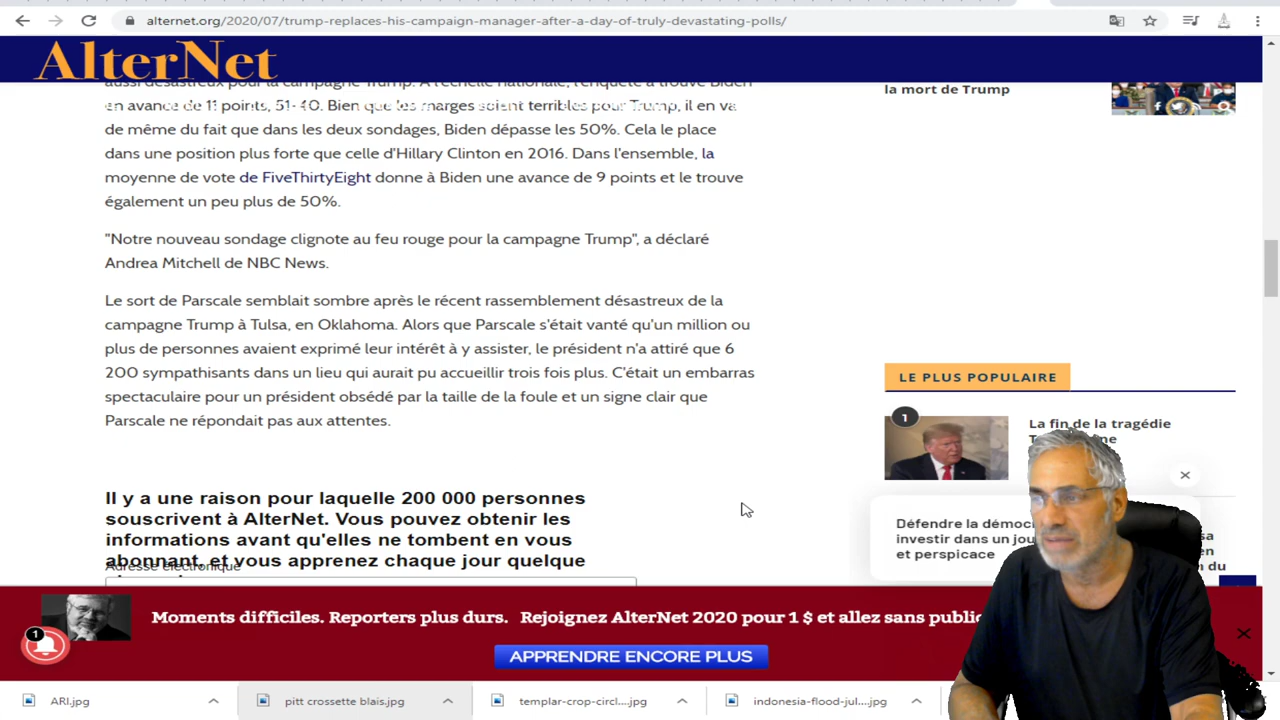 alternet.org/2020/07/trump-replaces-his-campaign-manager-after-a-day-of-truly-devastating-polls/
AlterNet
aussi désastreux pour la campagne Trump. À l'échelle nationale, l'enquête a trouvé Biden
en avance de 11 points, 51-40. Bien que les marges soient terribles pour Trump, il en va
de même du fait que dans les deux sondages, Biden dépasse les 50%. Cela le place
dans une position plus forte que celle d'Hillary Clinton en 2016. Dans l'ensemble, la
moyenne de vote de FiveThirtyEight donne à Biden une avance de 9 points et le trouve
également un peu plus de 50%.
"Notre nouveau sondage clignote au feu rouge pour la campagne Trump", a déclaré
Andrea Mitchell de NBC News.
Le sort de Parscale semblait sombre après le récent rassemblement désastreux de la
campagne Trump à Tulsa, en Oklahoma. Alors que Parscale s'était vanté qu'un million ou
plus de personnes avaient exprimé leur intérêt à y assister, le président n'a attiré que 6
200 sympathisants dans un lieu qui aurait pu accueillir trois fois plus. C'était un embarras
spectaculaire pour un président obsédé par la taille de la foule et un signe clair que
Parscale ne répondait pas aux attentes.
Il y a une raison pour laquelle 200 000 personnes
souscrivent à AlterNet. Vous pouvez obtenir les
informations avant qu'elles ne tombent en vous
abonnant, et vous apprenez chaque jour quelque
Adresse électronique
la mort de Trump
LE PLUS POPULAIRE
1
La fin de la tragédie
Défendre la
investir dans un
et perspicace
en
du
Moments difficiles. Reporters plus durs. Rejoignez AlterNet 2020 pour 1 $ et allez sans
APPRENDRE ENCORE PLUS
1
ARI.jpg
pitt crossette blais.jpg
templar-crop-circl....jpg
indonesia-flood-jul....jpg